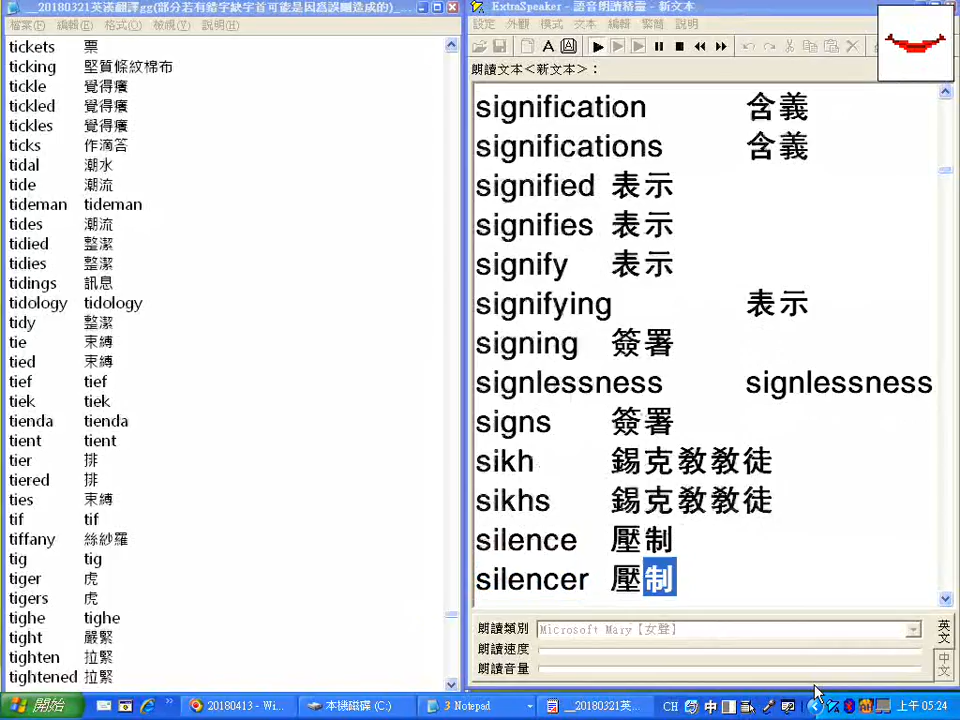 __20180321英漢翻譯gg(部分若有錯字缺字首可能是因為誤刪造成的)_...
檔案(F) 編輯(E) 格式(O) 檢視(V) 說明(H)
tickets 票
ticking 堅質條紋棉布
tickle 覺得癢
tickled 覺得癢
tickles 覺得癢
ticks 作滴答
tidal 潮水
tide 潮流
tideman tideman
tides 潮流
tidied 整潔
tidies 整潔
tidings 訊息
tidology tidology
tidy 整潔
tie 束縛
tied 束縛
tief tief
tiek tiek
tienda tienda
tient tient
tier 排
tiered 排
ties 束縛
tif tif
tiffany 絲紗羅
tig tig
tiger 虎
tigers 虎
tighe tighe
tight 嚴緊
tighten 拉緊
tightened 拉緊
ExtraSpeaker - 語音朗讀精靈 - 新文本
設定 外觀 模式 文本 編輯 繁簡 說明
朗讀文本<新文本>：
signification 含義
significations 含義
signified 表示
signifies 表示
signify 表示
signifying 表示
signing 簽署
signlessness signlessness
signs 簽署
sikh 錫克教教徒
sikhs 錫克教教徒
silence 壓制
silencer 壓制
朗讀類別 Microsoft Mary【女聲】
朗讀速度
朗讀音量
英文
中文
開始 20180413 - Wi... 本機磁碟 (C:) 3 Notepad __20180321英... CH 中 上午 05:24